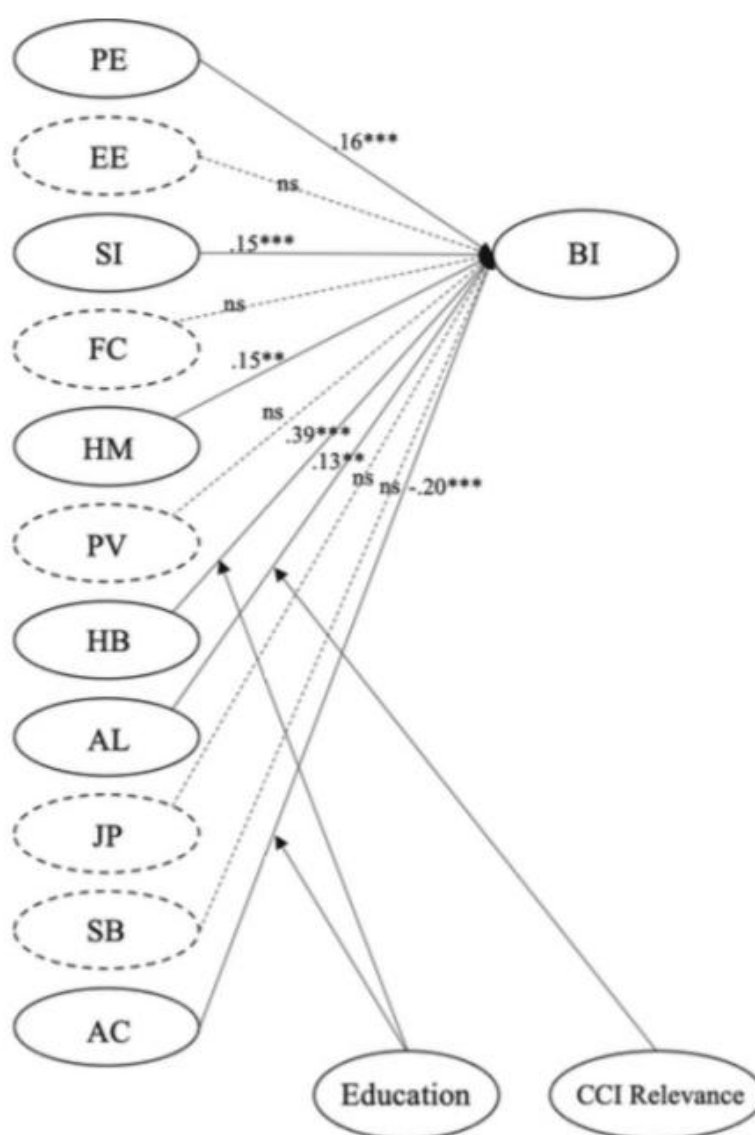 PE
.16***
EE
ns
SI
.15***
BI
FC
ns
.15**
HM
ns
.39***
.13**
ns
ns
-.20***
PV
HB
AL
JP
SB
AC
Education
CCI Relevance